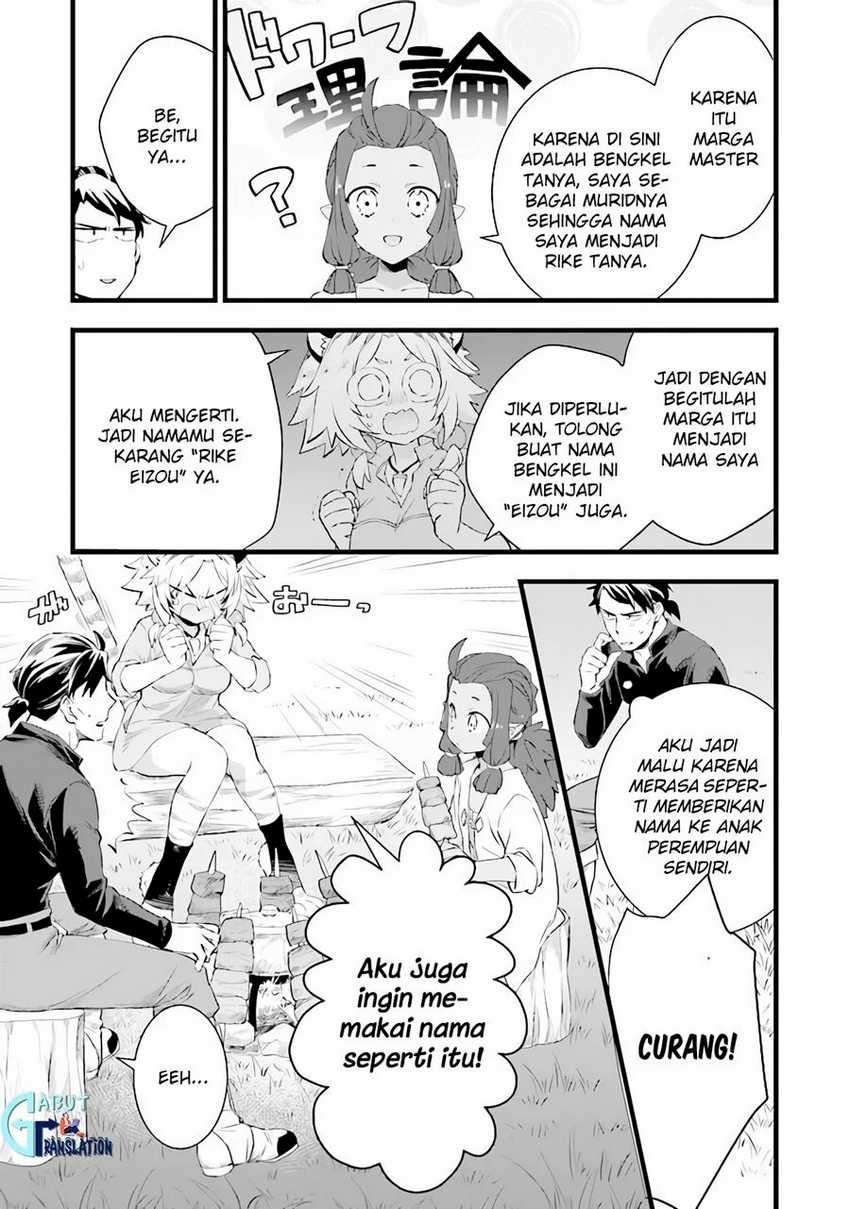 ドワーフ
理論
?
KARENA
ITU
MARGA
MASTER
KARENA DI SINI
ADALAH BENGKEL
TANYA, SAYA SE-
BAGAI MURIDNYA
SEHINGGA NAMA
SAYA MENJADI
RIKE TANYA.
BE,
BEGITU
YA...
JADI DENGAN
BEGITULAH
MARGA ITU
MENJADI
NAMA SAYA
JIKA DIPERLU-
KAN, TOLONG
BUAT NAMA
BENGKEL INI
MENJADI
"EIZOU" JUGA.
AKU MENGERTI.
JADI NAMAMU SE-
KARANG "RIKE
EIZOU" YA.
AKU JADI
MALU KARENA
MERASA SEPER-
TI MEMBERIKAN
NAMA KE ANAK
PEREMPUAN
SENDIRI.
CURANG!
おーーっ
ガガッ
Aku juga
ingin me-
makai nama
seperti itu!
EEH...
GABUT
TRANSLATION